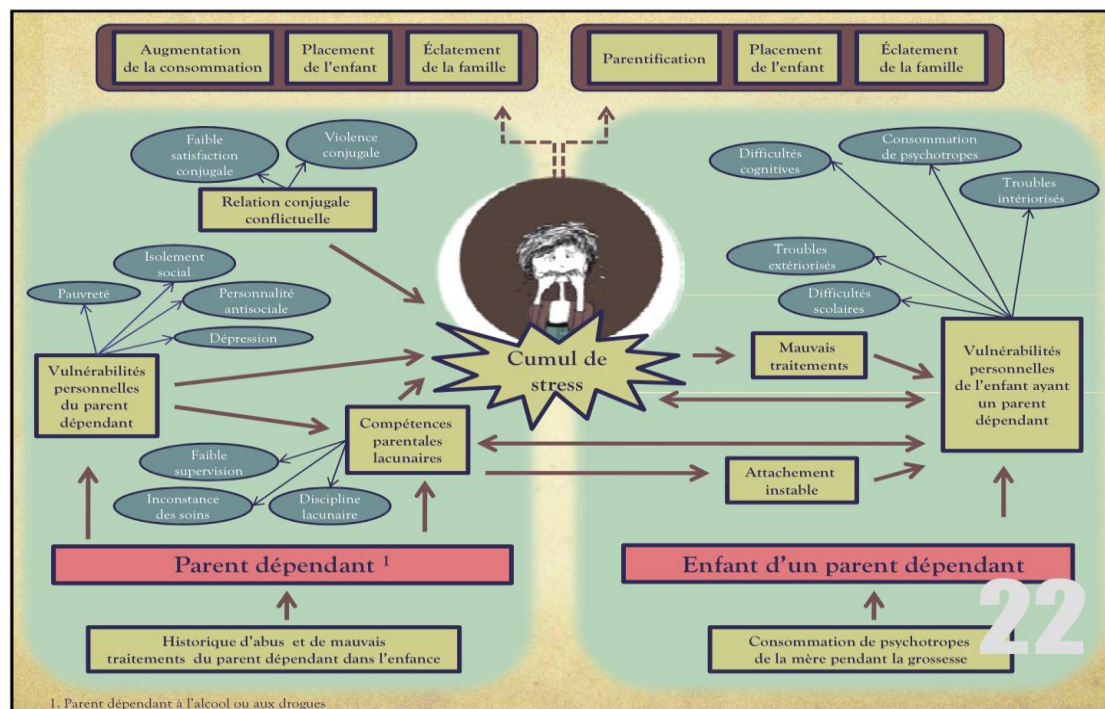 Augmentation
de la consommation
Placement
de l'enfant
Éclatement
de la famille
Parentification
Placement
de l'enfant
Éclatement
de la famille
Faible
satisfaction
conjugale
Violence
conjugale
Relation conjugale
conflictuelle
Isolement
social
Pauvreté
Personnalité
antisociale
Dépression
Vulnérabilités
personnelles
du parent
dépendant
Cumul de
stress
Compétences
parentales
lacunaires
Faible
supervision
Inconstance
des soins
Discipline
lacunaire
Difficultés
cognitives
Consommation
de psychotropes
Troubles
intériorisés
Troubles
extériorisés
Difficultés
scolaires
Mauvais
traitements
Vulnérabilités
personnelles
de l'enfant ayant
un parent
dépendant
Attachement
instable
Parent dépendant ¹
Enfant d'un parent dépendant
Historique d'abus et de mauvais
traitements du parent dépendant dans l'enfance
Consommation de psychotropes
de la mère pendant la grossesse
22
1. Parent dépendant à l'alcool ou aux drogues